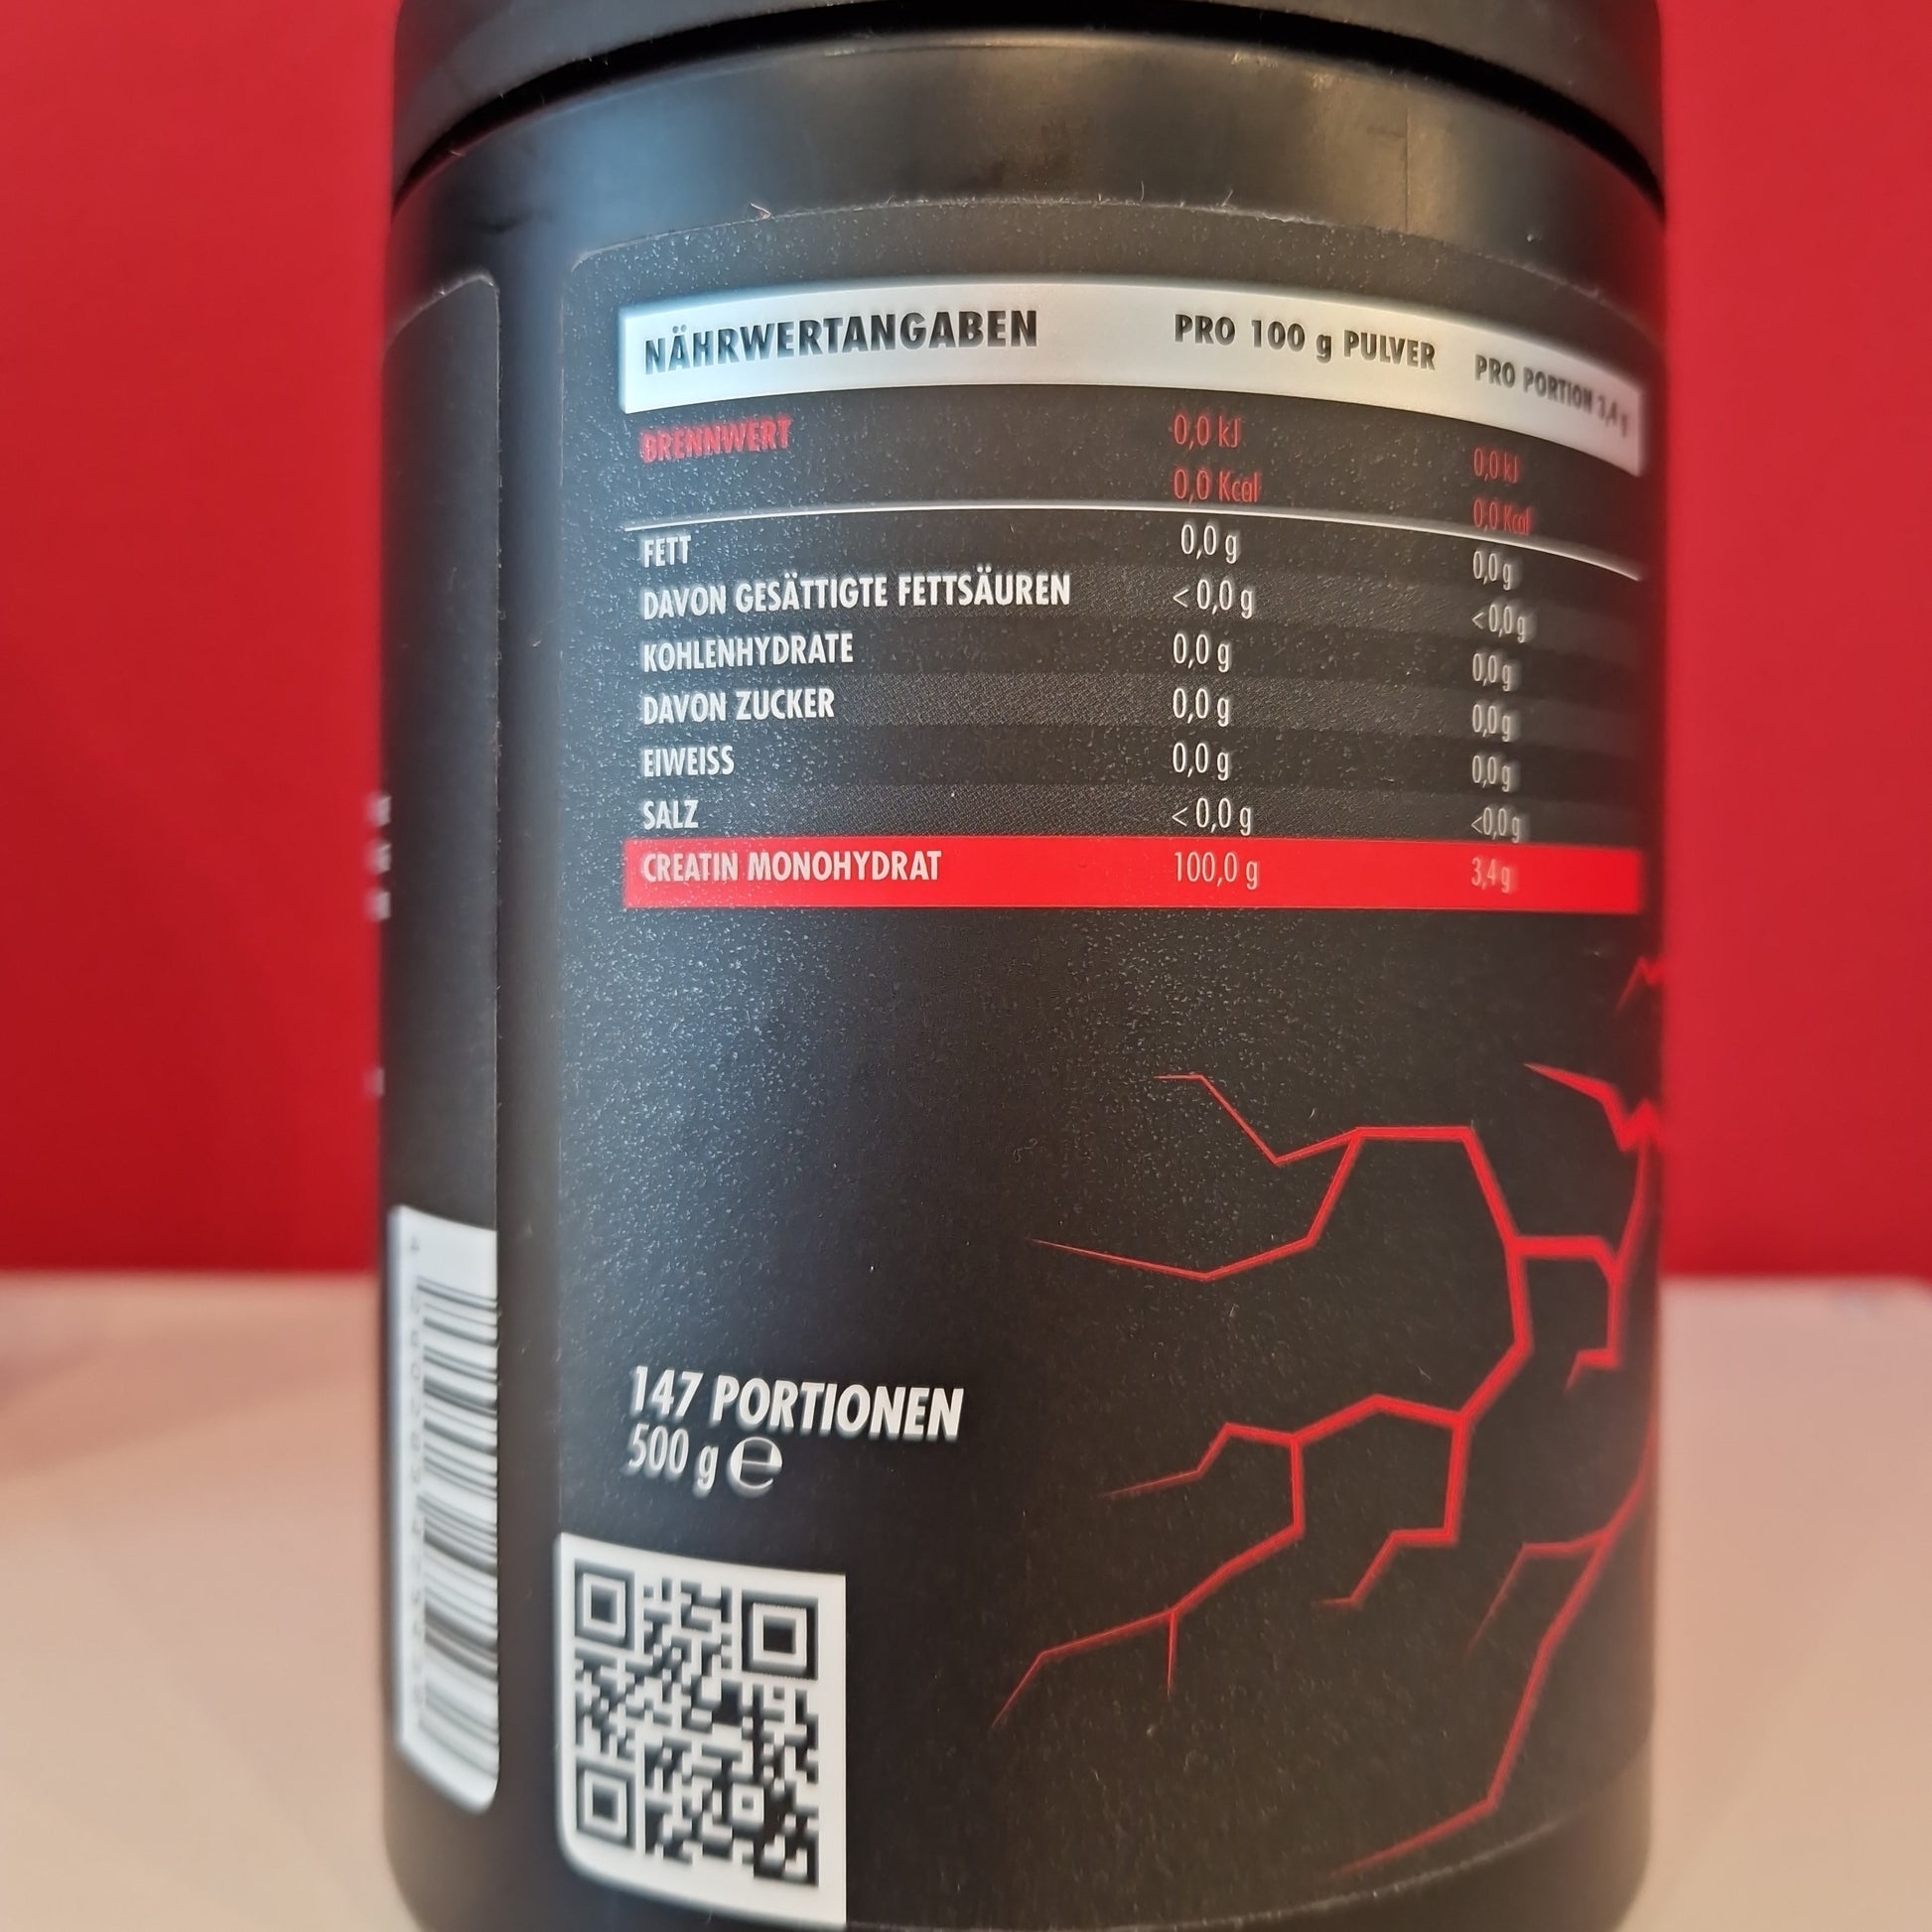 NÄHRWERTANGABEN PRO 100 g PULVER PRO PORTION 3,4 g
BRENNWERT 0,0 kJ 0,0 kJ
0,0 Kcal 0,0 Kcal
FETT 0,0 g 0,0 g
DAVON GESÄTTIGTE FETTSÄUREN < 0,0 g <0,0 g
KOHLENHYDRATE 0,0 g 0,0 g
DAVON ZUCKER 0,0 g 0,0 g
EIWEISS 0,0 g 0,0 g
SALZ < 0,0 g <0,0 g
CREATIN MONOHYDRAT 100,0 g 3,4 g
147 PORTIONEN
500 g ℮